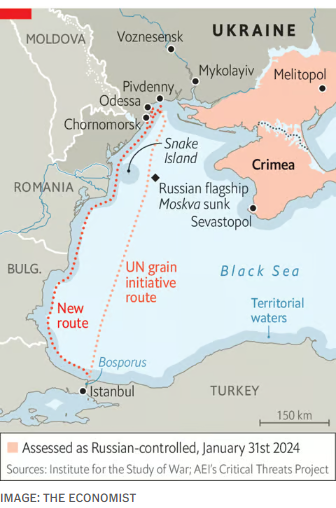 UKRAINE
MOLDOVA
Voznesensk
Mykolayiv
Melitopol
Pivdenny
Odessa
Chornomorsk
Snake
Island
Crimea
ROMANIA
Russian flagship
Moskva sunk
Sevastopol
BULG.
UN grain
initiative
route
Black Sea
New
route
Territorial
waters
Bosporus
Istanbul
TURKEY
150 km
Assessed as Russian-controlled, January 31st 2024
Sources: Institute for the Study of War; AEI's Critical Threats Project
IMAGE: THE ECONOMIST